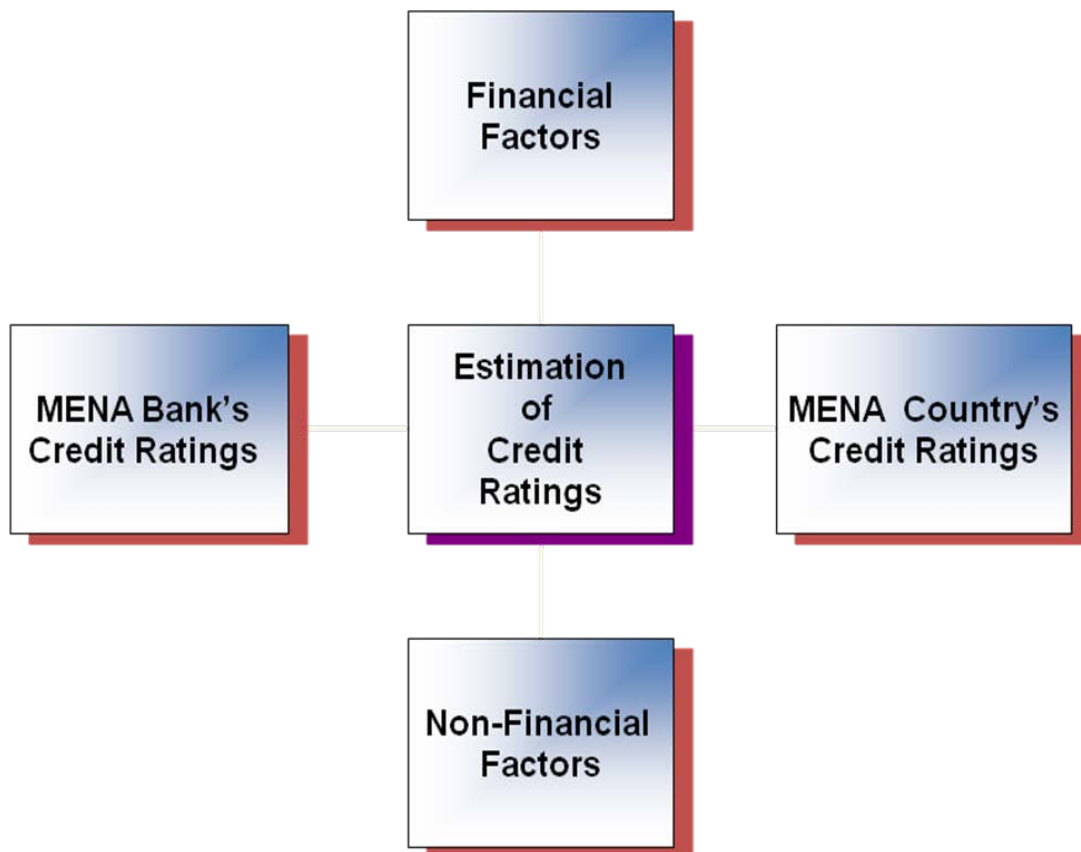 Financial
Factors
MENA Bank's
Credit Ratings
Estimation
of
Credit
Ratings
MENA  Country's
Credit Ratings
Non-Financial
Factors